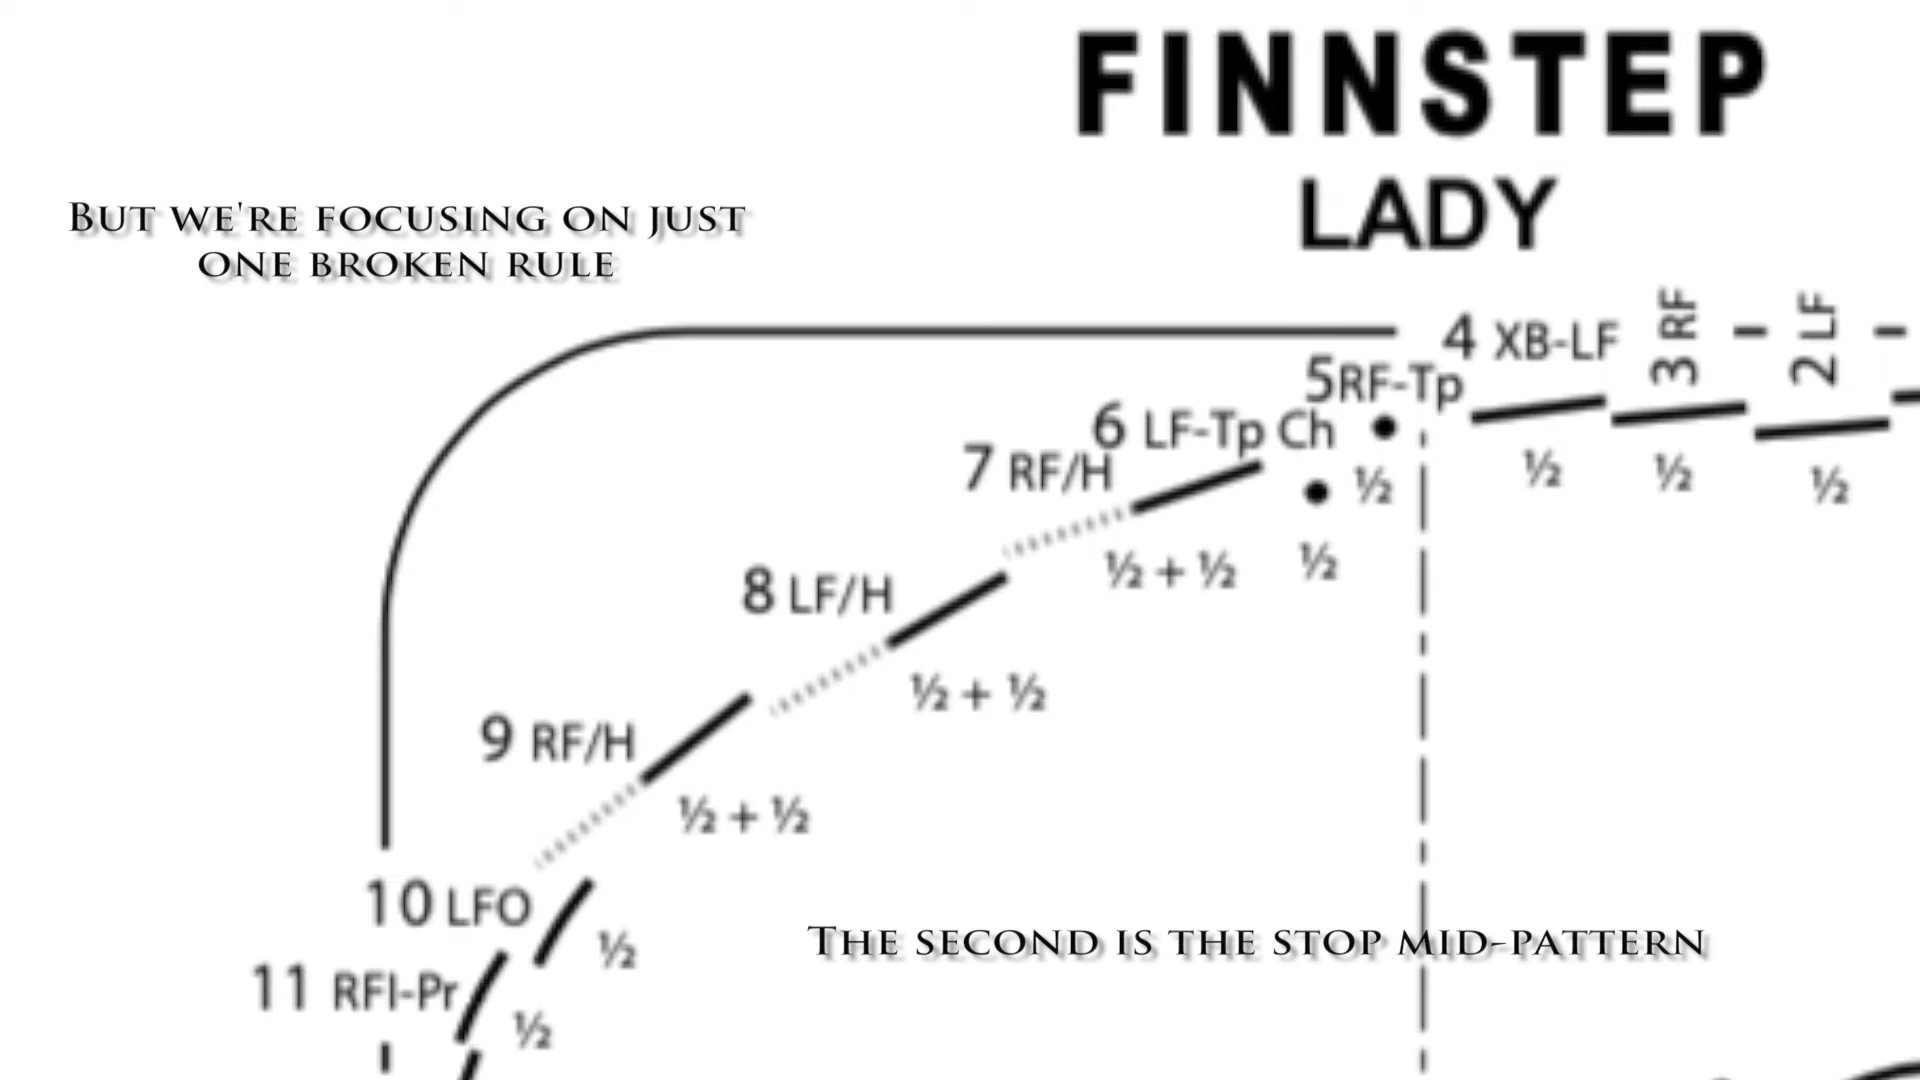 FINNSTEP
LADY
BUT WE'RE FOCUSING ON JUST
ONE BROKEN RULE
4 XB-LF
3 RF
2 LF
5RF-Tp
6 LF-Tp Ch
7 RF/H
½
½
½
½
½
½ + ½
8 LF/H
½ + ½
9 RF/H
½ + ½
10 LFO
½
11 RFI-Pr
½
THE SECOND IS THE STOP MID-PATTERN